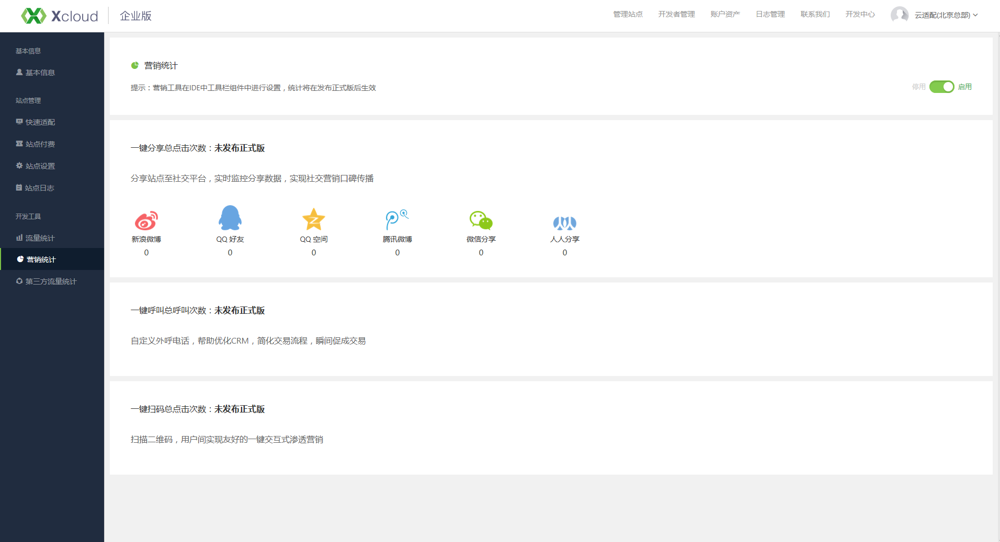 Xcloud 企业版
管理站点 开发者管理 账户资产 日志管理 联系我们 开发中心 云适配(北京总部)
基本信息
基本信息
站点管理
快速适配
站点付费
站点设置
站点日志
开发工具
流量统计
营销统计
第三方流量统计
营销统计
提示：营销工具在IDE中工具栏组件中进行设置，统计将在发布正式版后生效
停用 启用
一键分享总点击次数：未发布正式版
分享站点至社交平台，实时监控分享数据，实现社交营销口碑传播
新浪微博 QQ 好友 QQ 空间 腾讯微博 微信分享 人人分享
0 0 0 0 0 0
一键呼叫总呼叫次数：未发布正式版
自定义外呼电话，帮助优化CRM，简化交易流程，瞬间促成交易
一键扫码总点击次数：未发布正式版
扫描二维码，用户间实现友好的一键交互式渗透营销